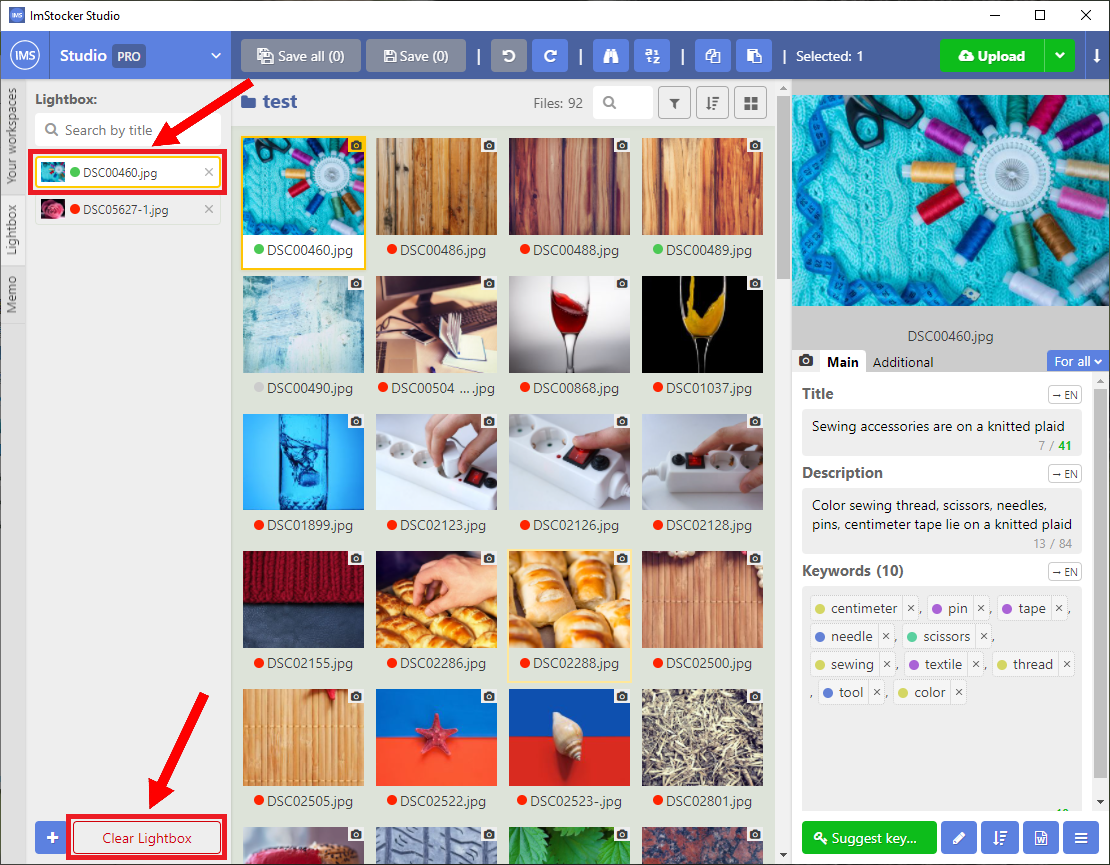 IMS ImStocker Studio
IMS Studio PRO
Save all (0) Save (0) | | | | Selected: 1 Upload
Your workspaces
Lightbox
Memo
Lightbox:
Search by title
DSC00460.jpg ×
DSC05627-1.jpg ×
+ Clear Lightbox
test Files: 92
DSC00460.jpg DSC00486.jpg DSC00488.jpg DSC00489.jpg
DSC00490.jpg DSC00504 ... .jpg DSC00868.jpg DSC01037.jpg
DSC01899.jpg DSC02123.jpg DSC02126.jpg DSC02128.jpg
DSC02155.jpg DSC02286.jpg DSC02288.jpg DSC02500.jpg
DSC02505.jpg DSC02522.jpg DSC02523-.jpg DSC02801.jpg
DSC00460.jpg
Main Additional For all
Title → EN
Sewing accessories are on a knitted plaid
7 / 41
Description → EN
Color sewing thread, scissors, needles,
pins, centimeter tape lie on a knitted plaid
13 / 84
Keywords (10) → EN
centimeter ×, pin ×, tape ×,
needle ×, scissors ×,
sewing ×, textile ×, thread ×
, tool ×, color ×
Suggest key...